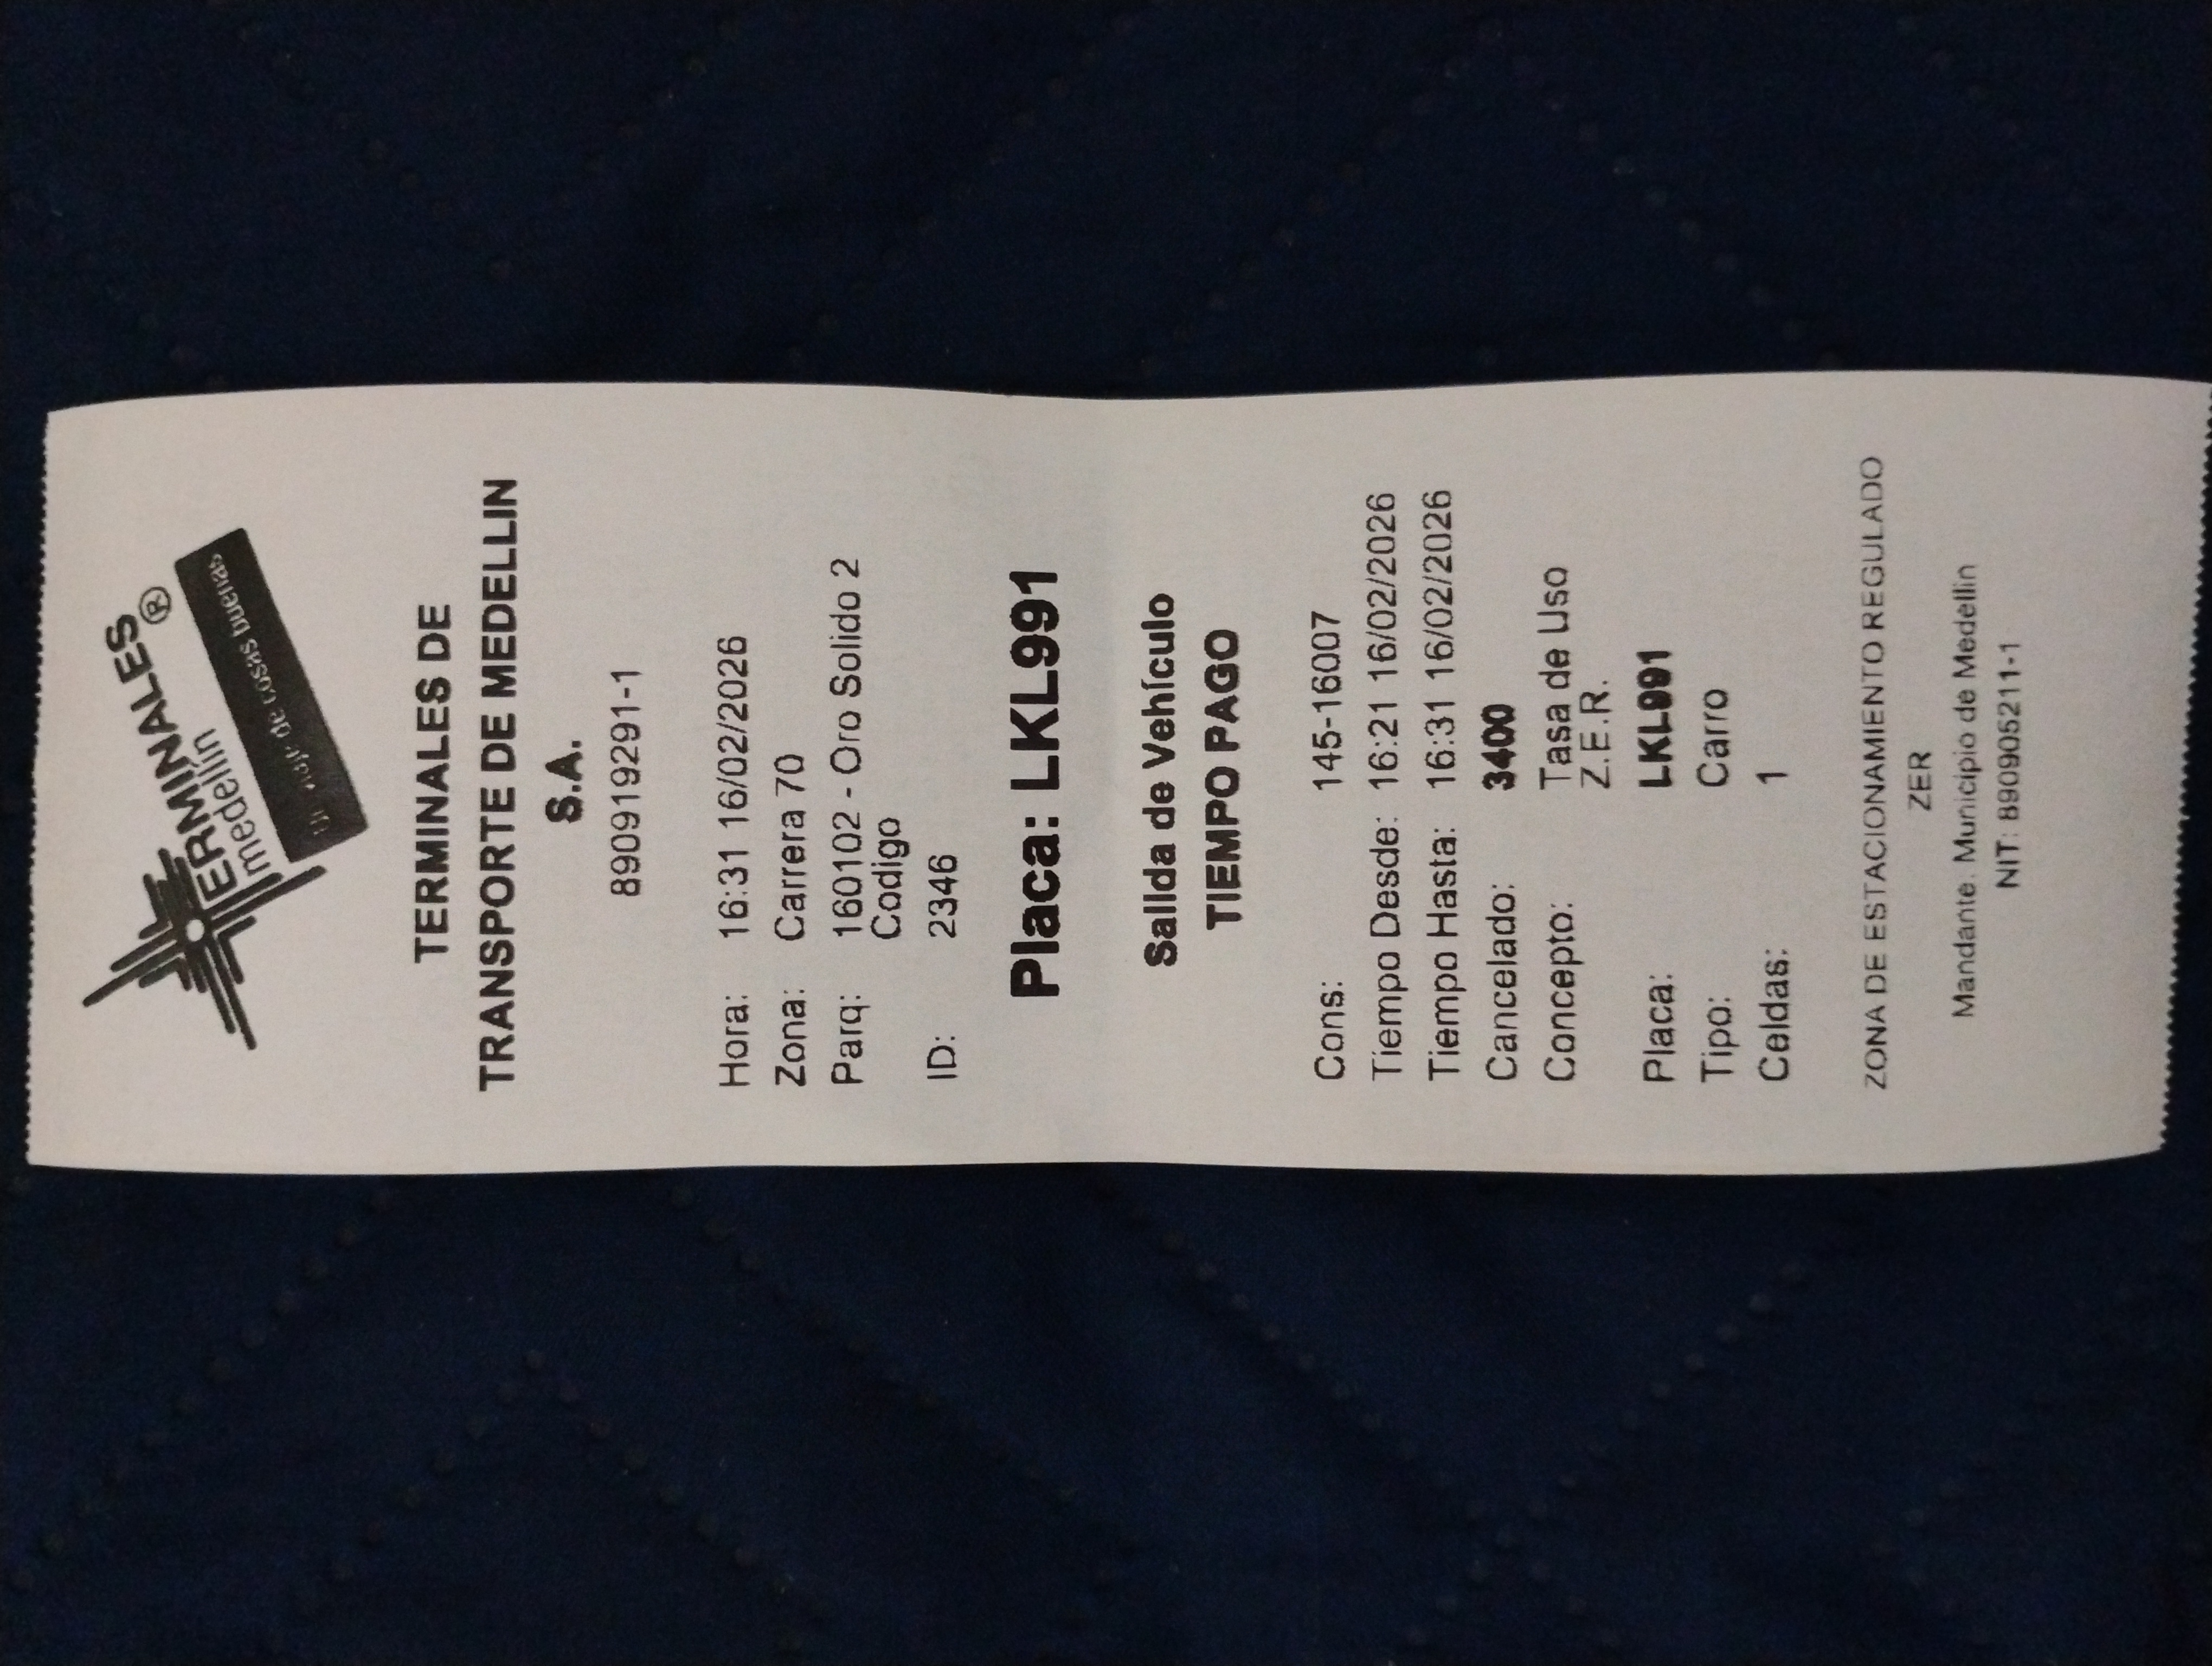 TERMINALES ®
medellín
Un viaje de cosas buenas
TERMINALES DE
TRANSPORTE DE MEDELLIN
S.A.
890919291-1
Hora: 16:31 16/02/2026
Zona: Carrera 70
Parq: 160102 - Oro Solido 2
Codigo
ID: 2346
Placa: LKL991
Salida de Vehículo
TIEMPO PAGO
Cons: 145-16007
Tiempo Desde: 16:21 16/02/2026
Tiempo Hasta: 16:31 16/02/2026
Cancelado: 3400
Concepto: Tasa de Uso
Z.E.R.
Placa: LKL991
Tipo: Carro
Celdas: 1
ZONA DE ESTACIONAMIENTO REGULADO
ZER
Mandante: Municipio de Medellin
NIT: 890905211-1